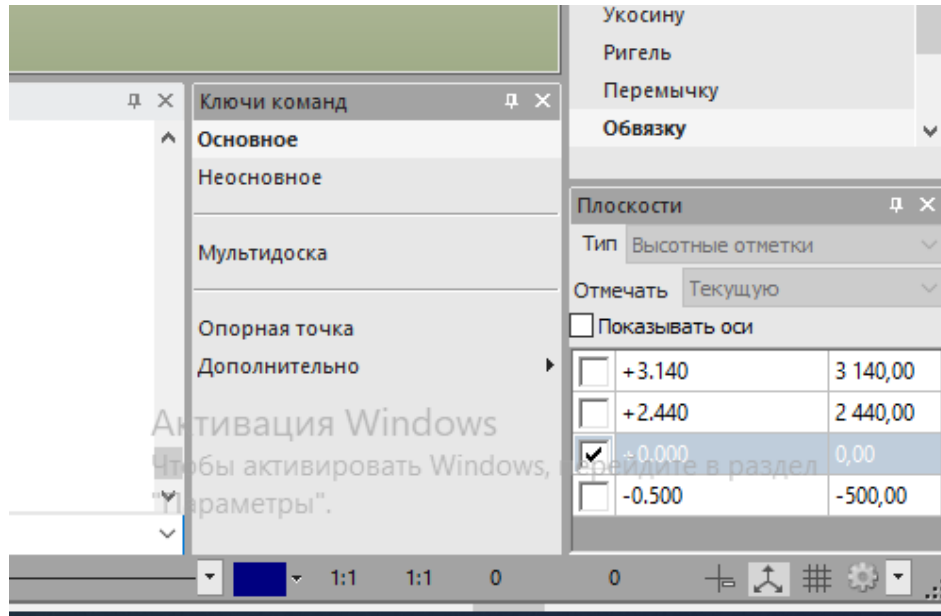 Укосину
Ригель
Перемычку
Обвязку
Ключи команд
Основное
Неосновное
Мультидоска
Опорная точка
Дополнительно
Плоскости
Тип Высотные отметки
Отмечать Текущую
Показывать оси
+3.140 3 140,00
+2.440 2 440,00
÷0.000 0,00
-0.500 -500,00
Активация Windows
Чтобы активировать Windows, перейдите в раздел
"Параметры".
1:1 1:1 0 0